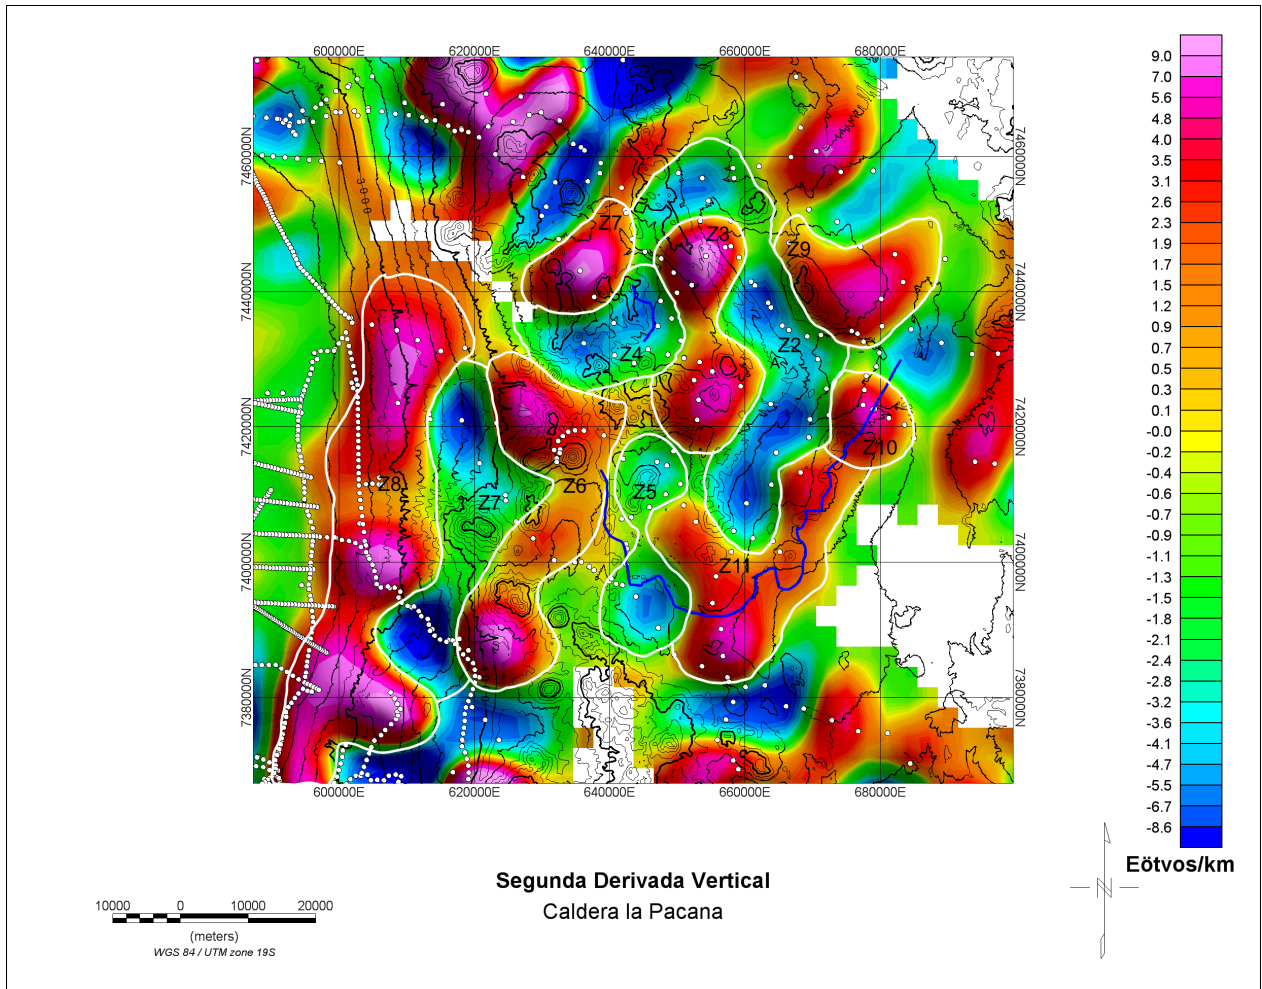 600000E 620000E 640000E 660000E 680000E
7460000N 7460000N
7440000N 7440000N
7420000N 7420000N
7400000N 7400000N
7380000N 7380000N
3000
Z7
Z3
Z9
Z4
Z2
Z10
Z8
Z7
Z6
Z5
Z11
600000E 620000E 640000E 660000E 680000E
9.0
7.0
5.6
4.8
4.0
3.5
3.1
2.6
2.3
1.9
1.7
1.5
1.2
0.9
0.7
0.5
0.3
0.1
-0.0
-0.2
-0.4
-0.6
-0.7
-0.9
-1.1
-1.3
-1.5
-1.8
-2.1
-2.4
-2.8
-3.2
-3.6
-4.1
-4.7
-5.5
-6.7
-8.6
Eötvos/km
N
Segunda Derivada Vertical
Caldera la Pacana
10000 0 10000 20000
(meters)
WGS 84 / UTM zone 19S